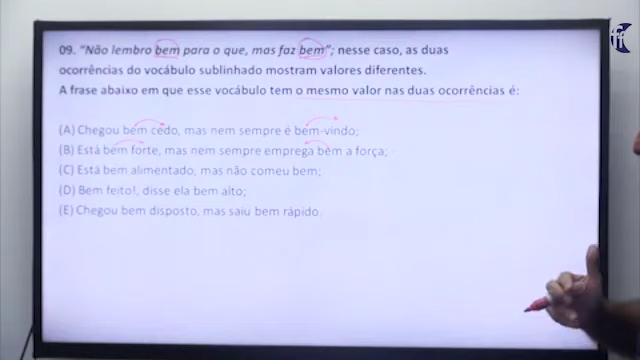 09. "Não lembro bem para o que, mas faz bem"; nesse caso, as duas
ocorrências do vocábulo sublinhado mostram valores diferentes.
A frase abaixo em que esse vocábulo tem o mesmo valor nas duas ocorrências é:
(A) Chegou bem cedo, mas nem sempre é bem-vindo;
(B) Está bem forte, mas nem sempre emprega bem a força;
(C) Está bem alimentado, mas não comeu bem;
(D) Bem feito!, disse ela bem alto;
(E) Chegou bem disposto, mas saiu bem rápido.